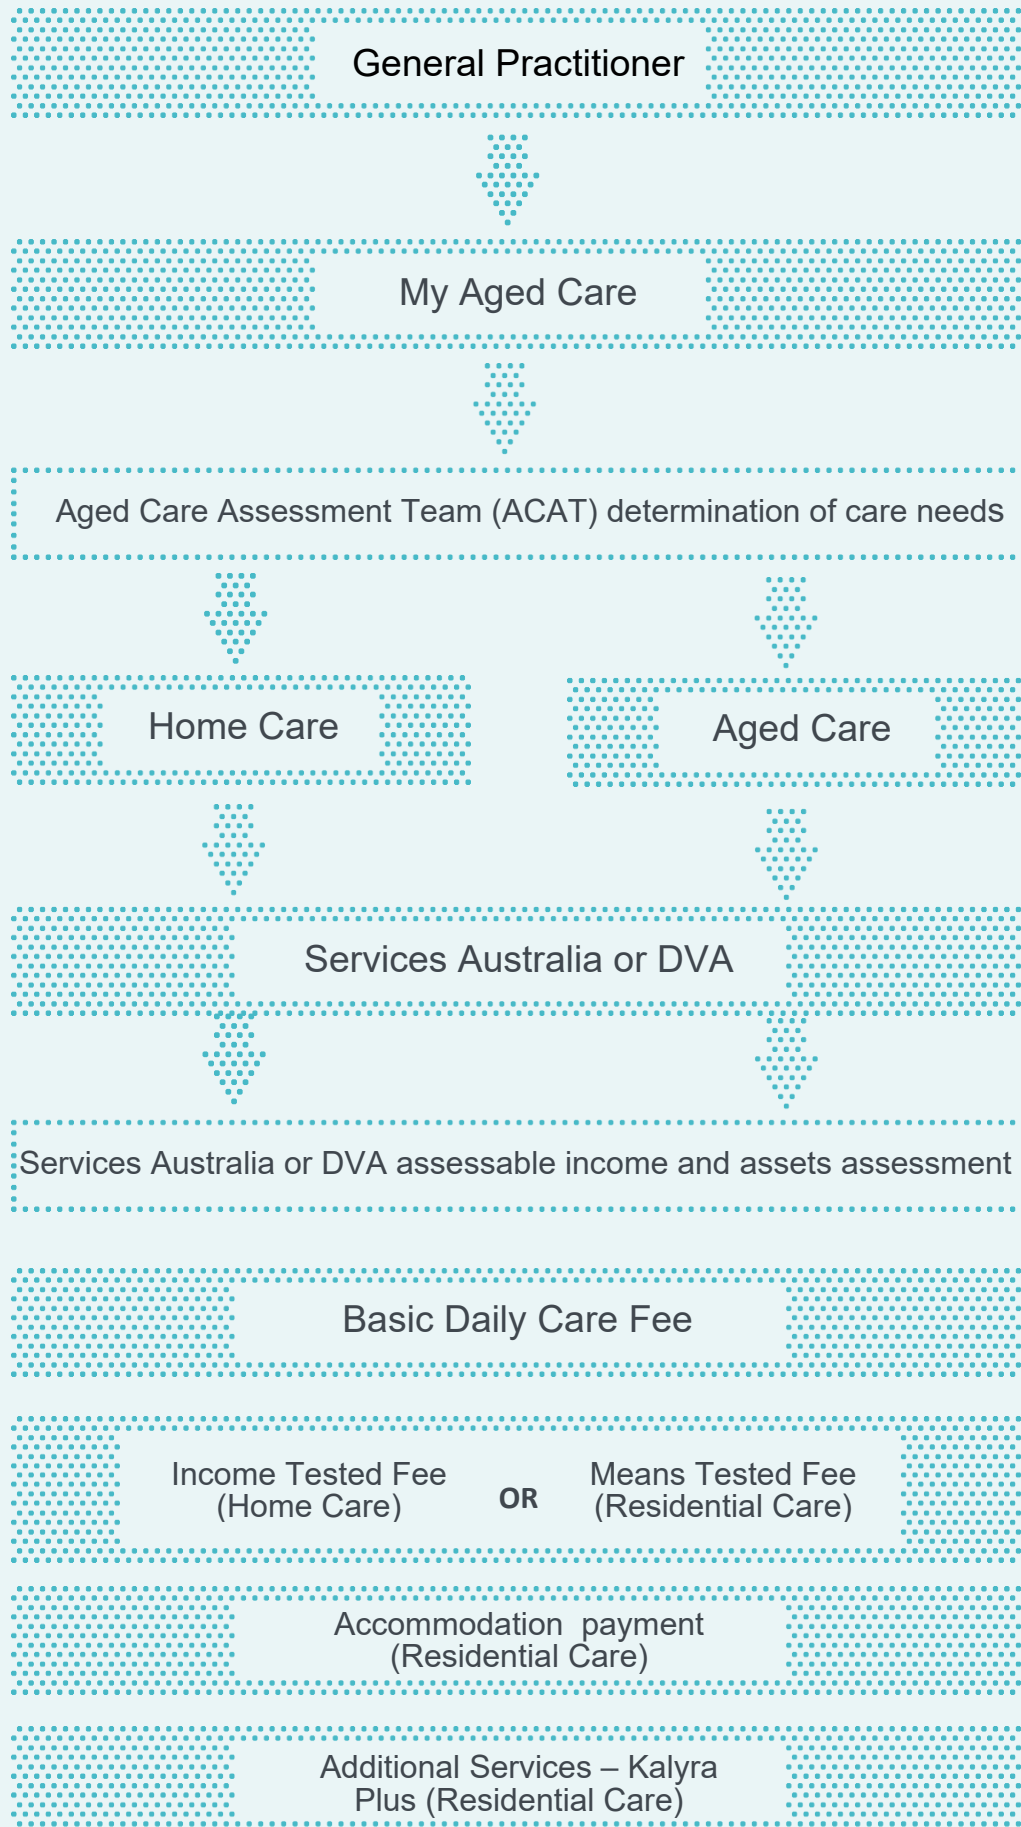 General Practitioner
My Aged Care
Aged Care Assessment Team (ACAT) determination of care needs
Home Care
Aged Care
Services Australia or DVA
Services Australia or DVA assessable income and assets assessment
Basic Daily Care Fee
Income Tested Fee
(Home Care)
OR
Means Tested Fee
(Residential Care)
Accommodation payment
(Residential Care)
Additional Services – Kalyra
Plus (Residential Care)